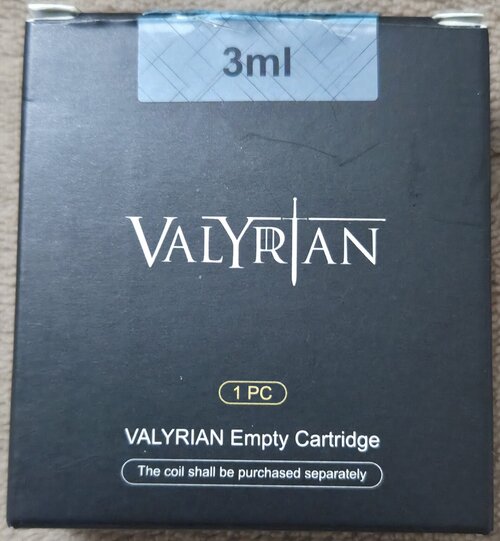 3ml
VALYRIAN
1 PC
VALYRIAN Empty Cartridge
The coil shall be purchased separately